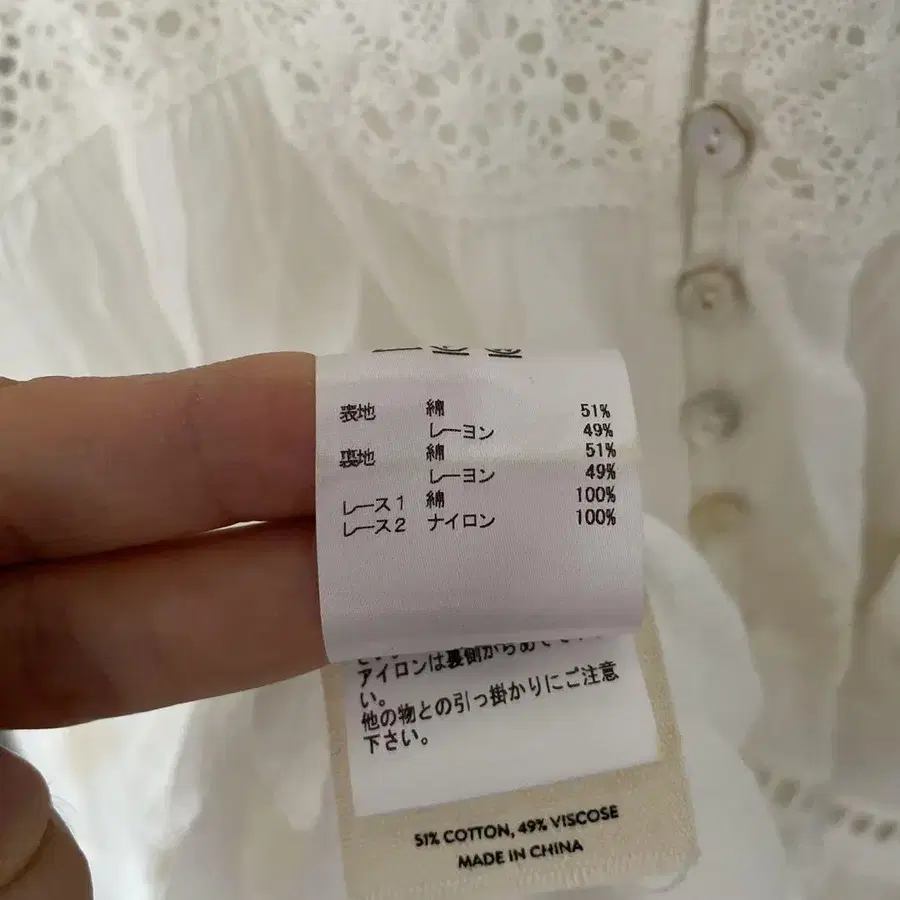 表地 綿 51%
レーヨン 49%
裏地 綿 51%
レーヨン 49%
レース1 綿 100%
レース2 ナイロン 100%
アイロンは裏側から
い。
他の物との引っ掛かりにご注意
下さい。
51% COTTON, 49% VISCOSE
MADE IN CHINA